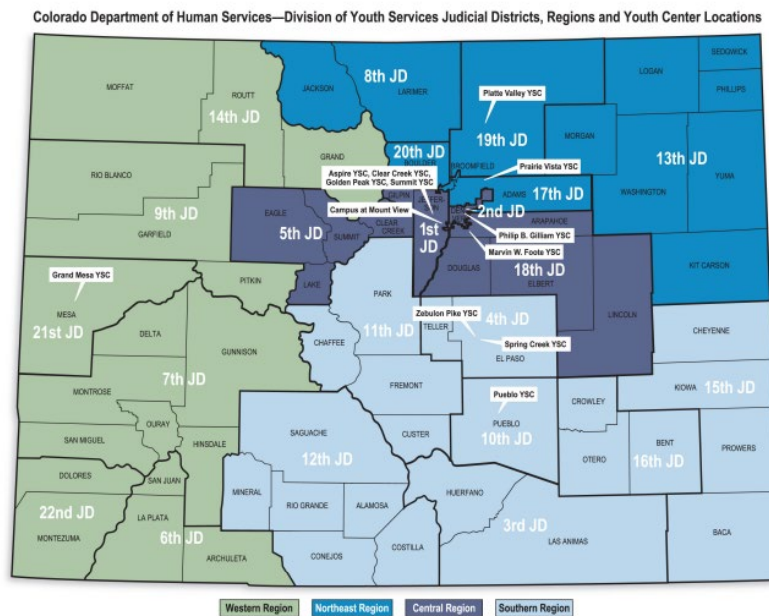 Colorado Department of Human Services—Division of Youth Services Judicial Districts, Regions and Youth Center Locations
MOFFAT
ROUTT
14th JD
JACKSON
8th JD
LARIMER
Platte Valley YSC
19th JD
LOGAN
SEDGWICK
PHILLIPS
RIO BLANCO
GRAND
20th JD
BOULDER
BROOMFIELD
MORGAN
13th JD
WASHINGTON
YUMA
Aspire YSC, Clear Creek YSC,
Golden Peak YSC, Summit YSC
Prairie Vista YSC
ADAMS
17th JD
9th JD
GARFIELD
EAGLE
5th JD
SUMMIT
GILPIN
CLEAR
CREEK
JEFFER-
SON
Campus at Mount View
1st
JD
2nd JD
ARAPAHOE
Philip B. Gilliam YSC
Marvin W. Foote YSC
DOUGLAS
18th JD
ELBERT
KIT CARSON
Grand Mesa YSC
MESA
21st JD
PITKIN
LAKE
PARK
11th JD
Zebulon Pike YSC
TELLER
4th JD
Spring Creek YSC
EL PASO
LINCOLN
CHEYENNE
DELTA
GUNNISON
CHAFFEE
7th JD
MONTROSE
FREMONT
Pueblo YSC
PUEBLO
10th JD
CROWLEY
KIOWA
15th JD
OURAY
SAN MIGUEL
HINSDALE
SAGUACHE
12th JD
CUSTER
OTERO
BENT
16th JD
PROWERS
DOLORES
SAN JUAN
22nd JD
MONTEZUMA
LA PLATA
6th JD
ARCHULETA
MINERAL
RIO GRANDE
ALAMOSA
CONEJOS
COSTILLA
HUERFANO
3rd JD
LAS ANIMAS
BACA
Western Region
Northeast Region
Central Region
Southern Region